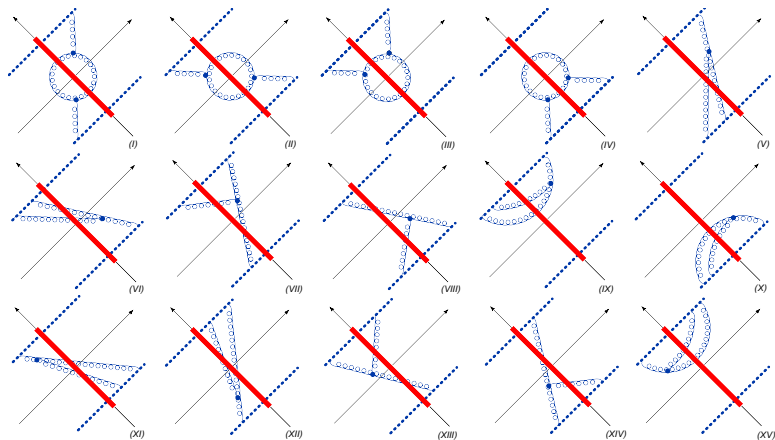 (I) (II) (III) (IV) (V)
(VI) (VII) (VIII) (IX) (X)
(XI) (XII) (XIII) (XIV) (XV)